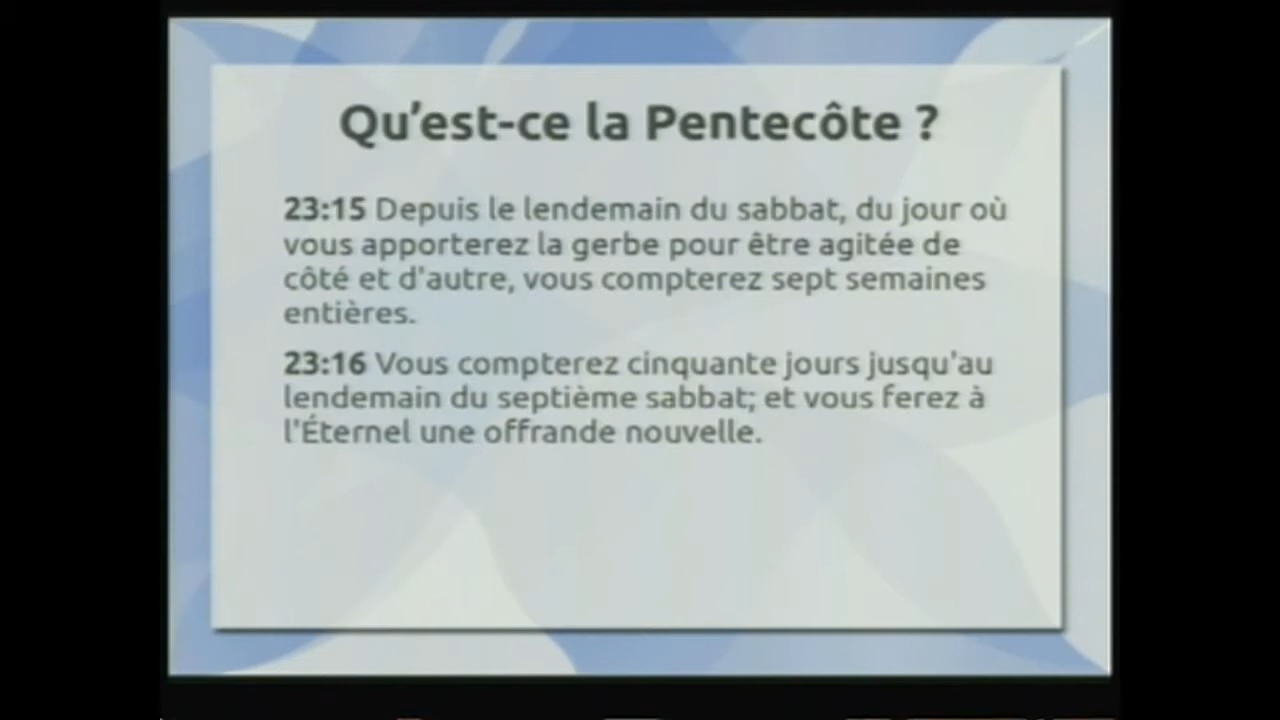 Qu’est-ce la Pentecôte ?
23:15 Depuis le lendemain du sabbat, du jour où
vous apporterez la gerbe pour être agitée de
côté et d'autre, vous compterez sept semaines
entières.
23:16 Vous compterez cinquante jours jusqu'au
lendemain du septième sabbat; et vous ferez à
l'Éternel une offrande nouvelle.